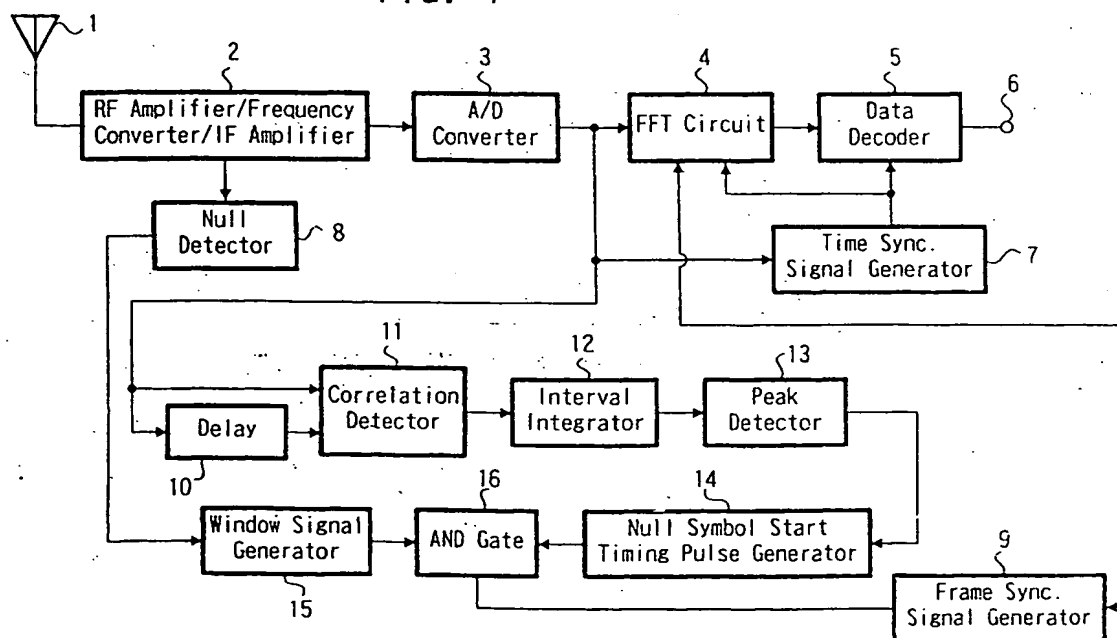 1
2
3
4
5
6
RF Amplifier/Frequency
Converter/IF Amplifier
A/D
Converter
FFT Circuit
Data
Decoder
Null
Detector
8
Time Sync.
Signal Generator
7
11
12
13
Correlation
Detector
Interval
Integrator
Peak
Detector
Delay
10
16
14
Window Signal
Generator
15
AND Gate
Null Symbol Start
Timing Pulse Generator
9
Frame Sync.
Signal Generator